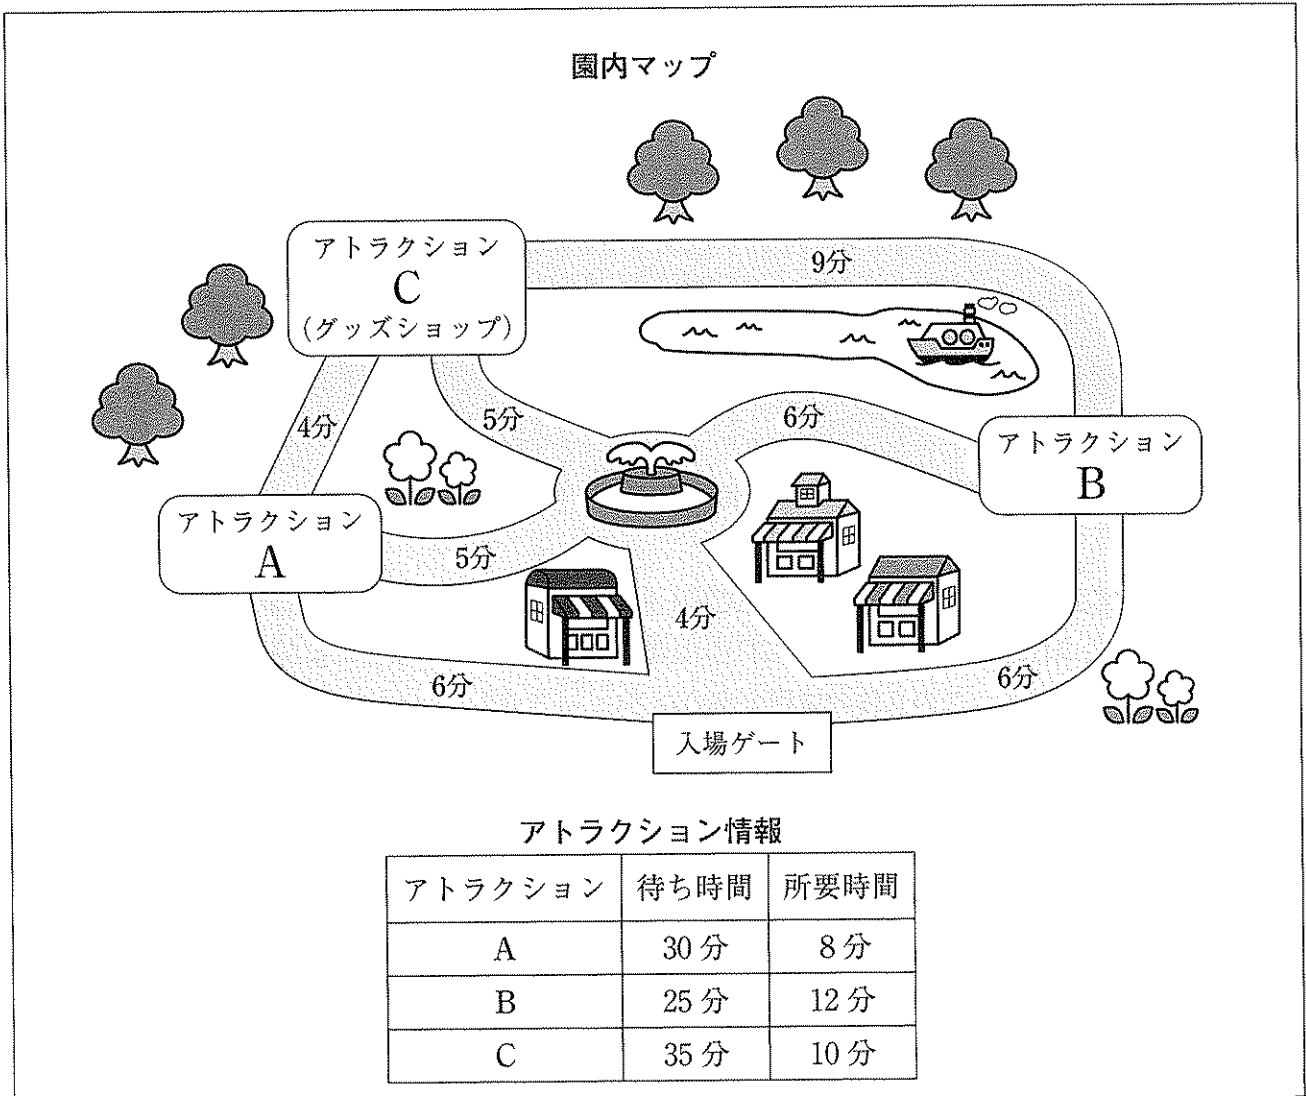 園内マップ
アトラクション
C
(グッズショップ)
9分
4分
5分
6分
アトラクション
B
アトラクション
A
5分
4分
6分
6分
入場ゲート
アトラクション情報
アトラクション 待ち時間 所要時間
A 30分 8分
B 25分 12分
C 35分 10分